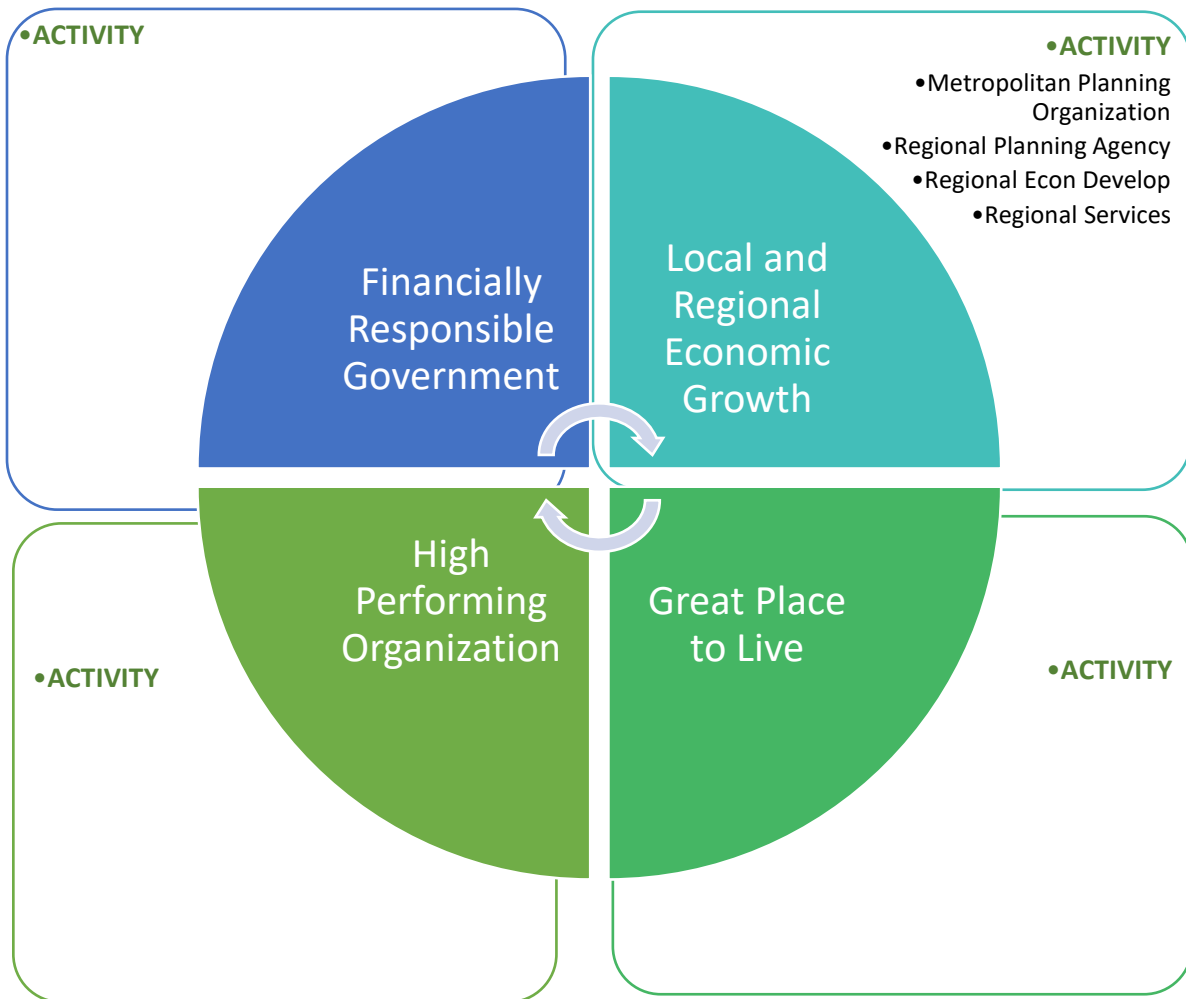 •ACTIVITY
•ACTIVITY
•Metropolitan Planning
Organization
•Regional Planning Agency
•Regional Econ Develop
•Regional Services
Financially
Responsible
Government
Local and
Regional
Economic
Growth
High
Performing
Organization
Great Place
to Live
•ACTIVITY
•ACTIVITY